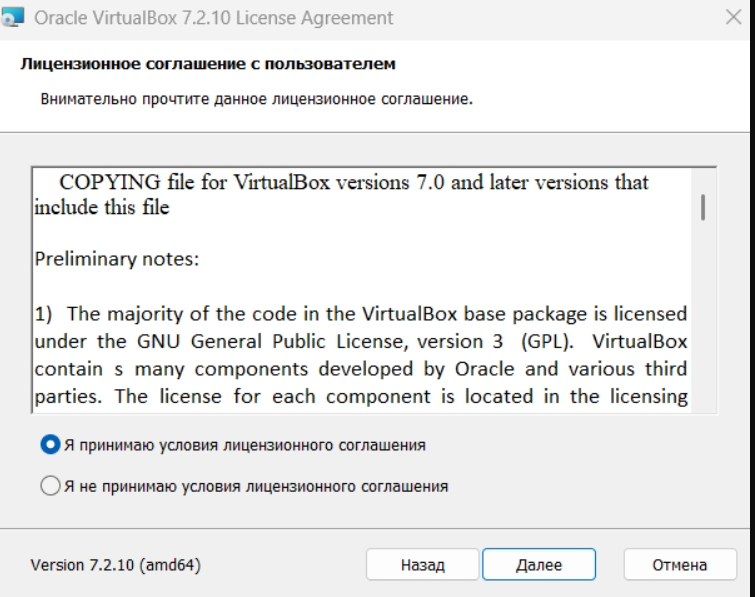 Oracle VirtualBox 7.2.10 License Agreement
Лицензионное соглашение с пользователем
Внимательно прочтите данное лицензионное соглашение.
COPYING file for VirtualBox versions 7.0 and later versions that
include this file
Preliminary notes:
1) The majority of the code in the VirtualBox base package is licensed
under the GNU General Public License, version 3 (GPL). VirtualBox
contain s many components developed by Oracle and various third
parties. The license for each component is located in the licensing
Я принимаю условия лицензионного соглашения
Я не принимаю условия лицензионного соглашения
Version 7.2.10 (amd64)
Назад
Далее
Отмена